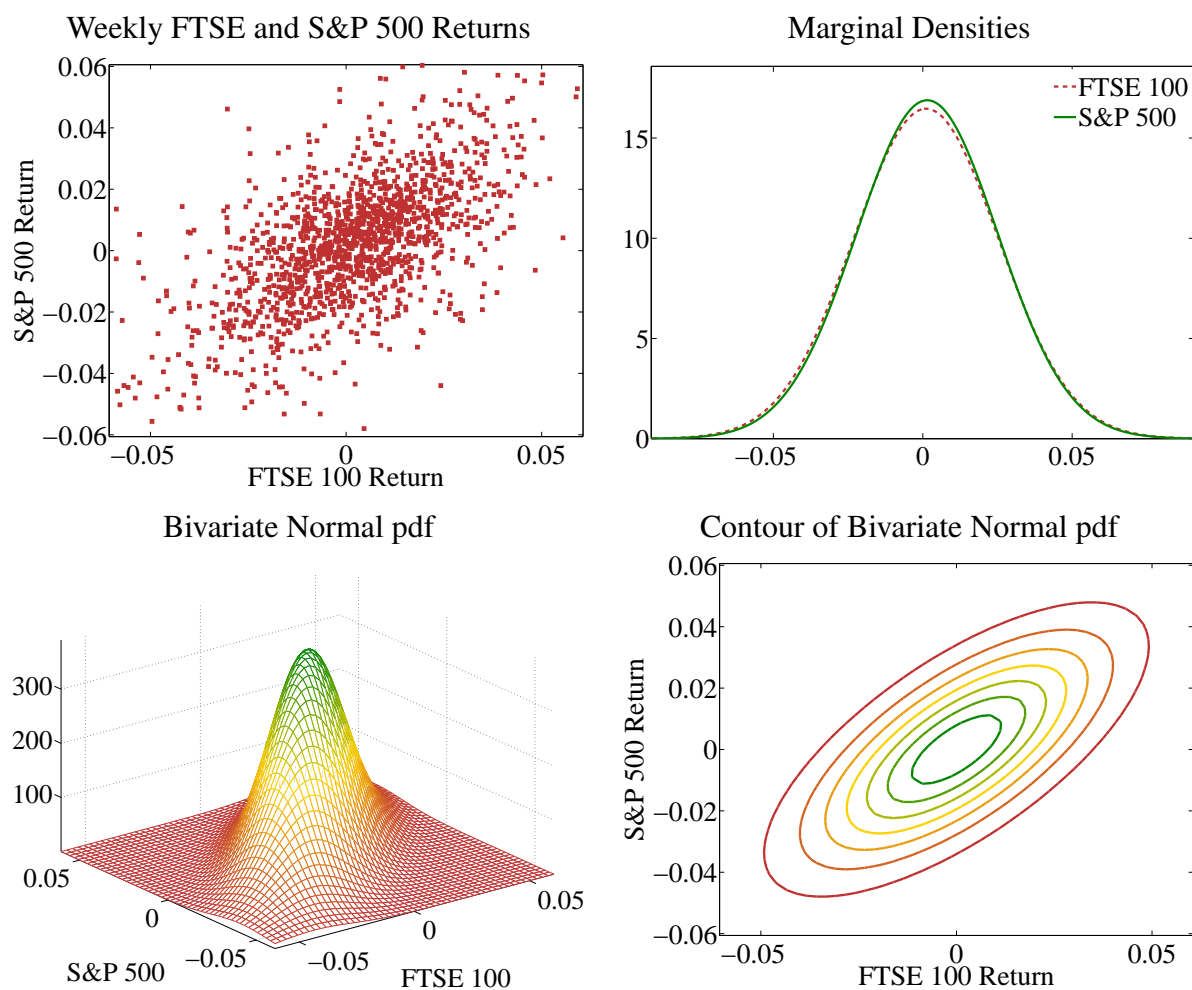 Weekly FTSE and S&P 500 Returns
0.06
0.04
0.02
0
−0.02
−0.04
−0.06
S&P 500 Return
−0.05 0 0.05
FTSE 100 Return
Marginal Densities
FTSE 100
S&P 500
15
10
5
0
−0.05 0 0.05
Bivariate Normal pdf
300
200
100
0.05
0
−0.05
S&P 500
−0.05
0
0.05
FTSE 100
Contour of Bivariate Normal pdf
0.06
0.04
0.02
0
−0.02
−0.04
−0.06
S&P 500 Return
−0.05 0 0.05
FTSE 100 Return